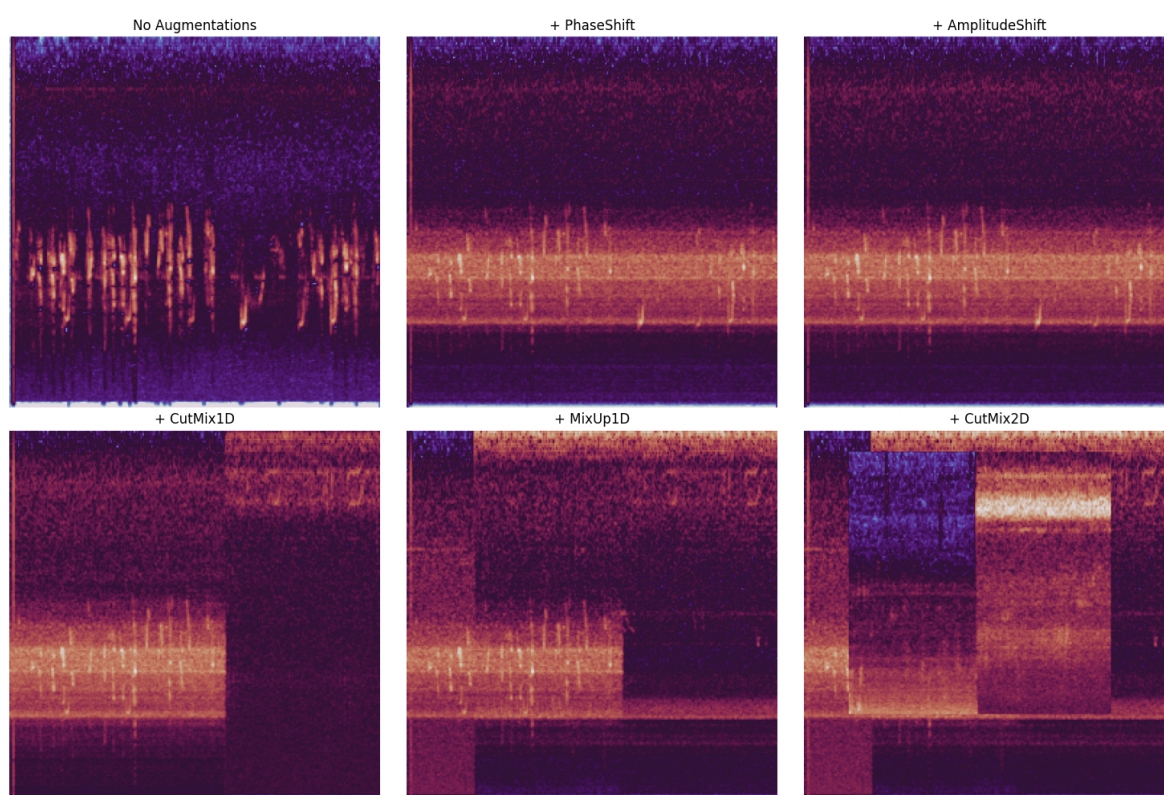 No Augmentations
+ PhaseShift
+ AmplitudeShift
+ CutMix1D
+ MixUp1D
+ CutMix2D